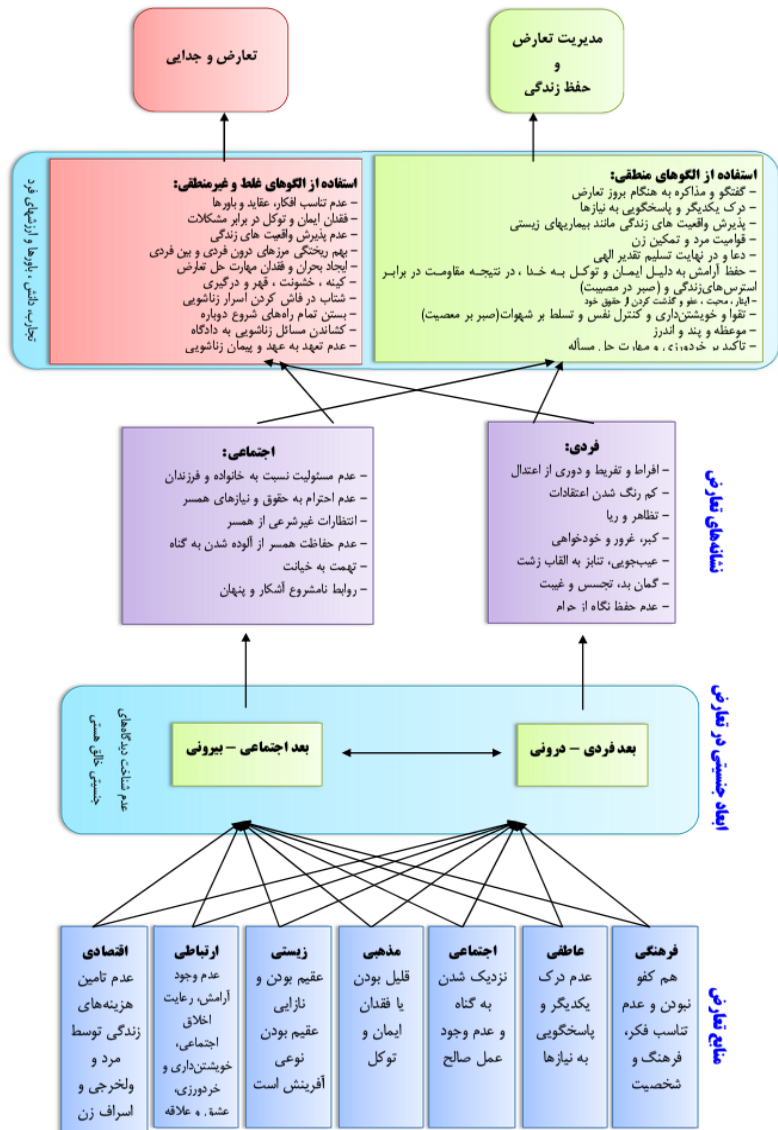 مدیریت تعارض
و
حفظ زندگی
تعارض و جدایی
تجارب، دانش ، باورها و ارزشهای فرد
استفاده از الگوهای منطقی:
– گفتگو و مذاکره به هنگام بروز تعارض
– درک یکدیگر و پاسخگویی به نیازها
– پذیرش واقعیت های زندگی مانند بیماریهای زیستی
– قوامیت مرد و تمکین زن
– دعا و در نهایت تسلیم تقدیر الهی
– حفظ آرامش به دلیل ایمان و توکل به خدا ، در نتیجه مقاومت در برابر
استرس‌های‌زندگی و (صبر در مصیبت)
– ایثار ، محبت ، عفو و گذشت کردن از حقوق خود
– تقوا و خویشتن‌داری و کنترل نفس و تسلط بر شهوات(صبر بر معصیت)
– موعظه و پند و اندرز
– تاکید بر خردورزی و مهارت حل مسأله
استفاده از الگوهای غلط و غیرمنطقی:
– عدم تناسب افکار، عقاید و باورها
– فقدان ایمان و توکل در برابر مشکلات
– عدم پذیرش واقعیت های زندگی
– بهم ریختگی مرزهای درون فردی و بین فردی
– ایجاد بحران و فقدان مهارت حل تعارض
– کینه ، خشونت ، قهر و درگیری
– شتاب در فاش کردن اسرار زناشویی
– بستن تمام راه‌های شروع دوباره
– کشاندن مسائل زناشویی به دادگاه
– عدم تعهد به عهد و پیمان زناشویی
نشانه‌های تعارض
فردی:
– افراط و تفریط و دوری از اعتدال
– کم رنگ شدن اعتقادات
– تظاهر و ریا
– کبر، غرور و خودخواهی
– عیب‌جویی، تنابز به القاب زشت
– گمان بد، تجسس و غیبت
– عدم حفظ نگاه از حرام
اجتماعی:
– عدم مسئولیت نسبت به خانواده و فرزندان
– عدم احترام به حقوق و نیازهای همسر
– انتظارات غیرشرعی از همسر
– عدم حفاظت همسر از آلوده شدن به گناه
– تهمت به خیانت
– روابط نامشروع آشکار و پنهان
ابعاد جنسیتی در تعارض
بعد فردی – درونی
بعد اجتماعی – بیرونی
عدم شناخت دیدگاه‌های
جنسیتی خالق هستی
منابع تعارض
فرهنگی
هم کفو
نبودن و عدم
تناسب فکر،
فرهنگ و
شخصیت
عاطفی
عدم درک
یکدیگر و
پاسخگویی
به نیازها
اجتماعی
نزدیک شدن
به گناه
و عدم وجود
عمل صالح
مذهبی
قلیل بودن
یا فقدان
ایمان و
توکل
زیستی
عقیم بودن و
نازایی
عقیم بودن
نوعی
آفرینش است
ارتباطی
عدم وجود
آرامش، رعایت
اخلاق
اجتماعی،
خویشتن‌داری و
خردورزی،
عشق و علاقه
اقتصادی
عدم تامین
هزینه‌های
زندگی توسط
مرد و
ولخرجی و
اسراف زن